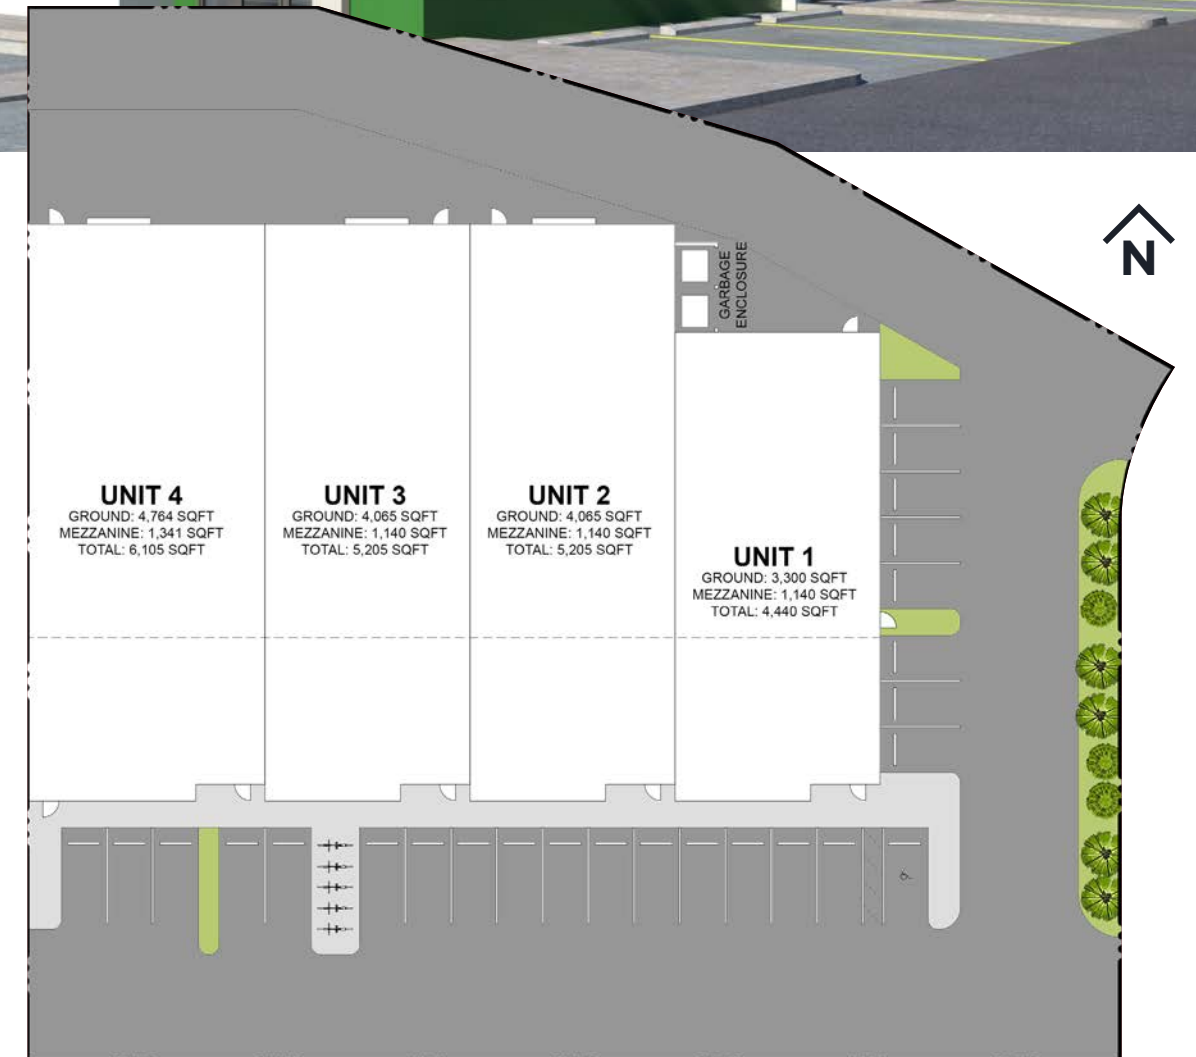 N
GARBAGE
ENCLOSURE
UNIT 4
GROUND: 4,764 SQFT
MEZZANINE: 1,341 SQFT
TOTAL: 6,105 SQFT
UNIT 3
GROUND: 4,065 SQFT
MEZZANINE: 1,140 SQFT
TOTAL: 5,205 SQFT
UNIT 2
GROUND: 4,065 SQFT
MEZZANINE: 1,140 SQFT
TOTAL: 5,205 SQFT
UNIT 1
GROUND: 3,300 SQFT
MEZZANINE: 1,140 SQFT
TOTAL: 4,440 SQFT